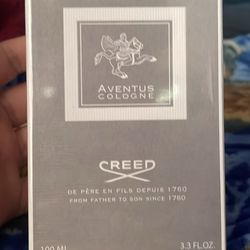 AVENTUS
COLOGNE
CREED
DE PÈRE EN FILS DEPUIS 1760
FROM FATHER TO SON SINCE 1760
100 ML
3.3 FL.OZ.